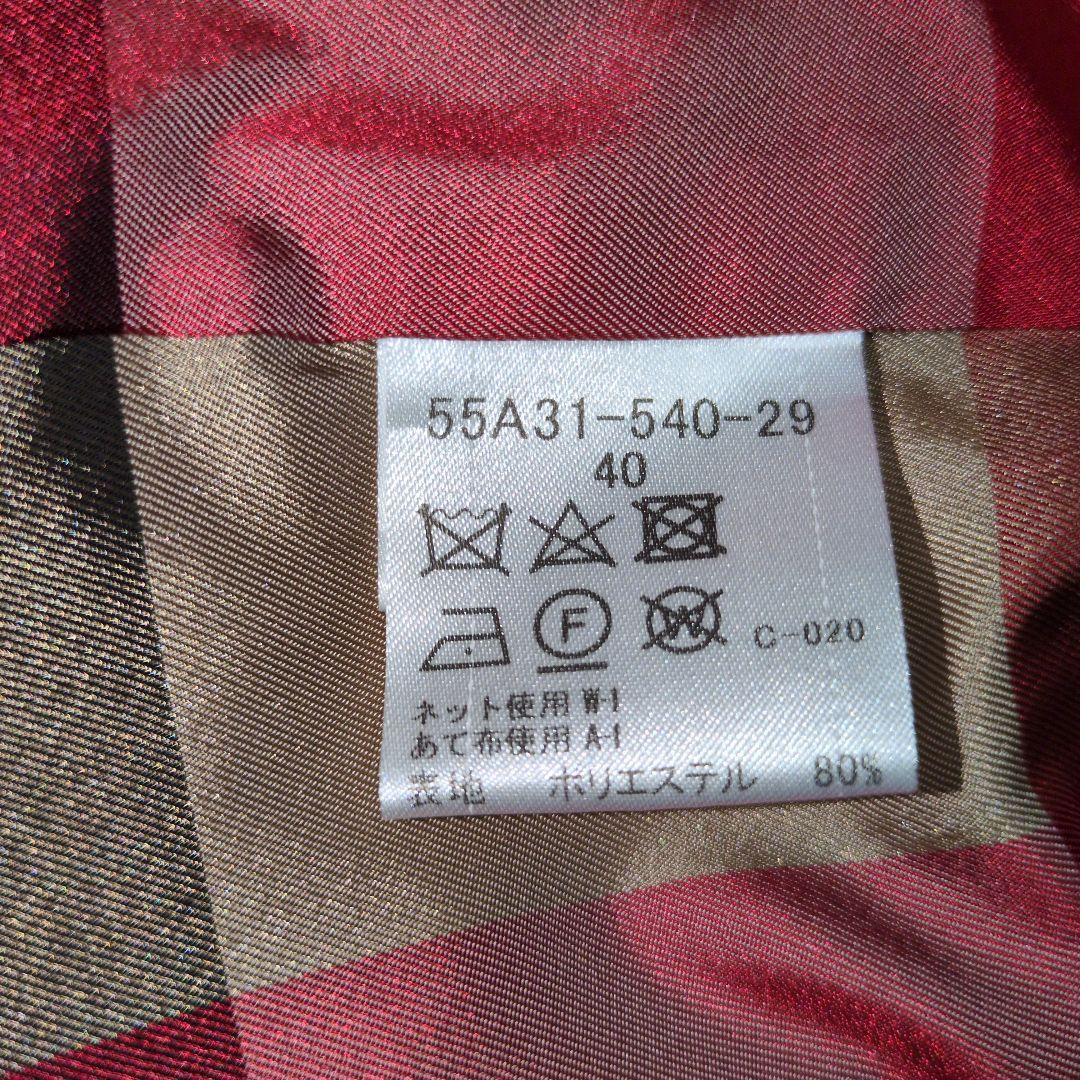 55A31-540-29
40
F W C-020
ネット使用 W-1
あて布使用 A-1
表地 ポリエステル 80%